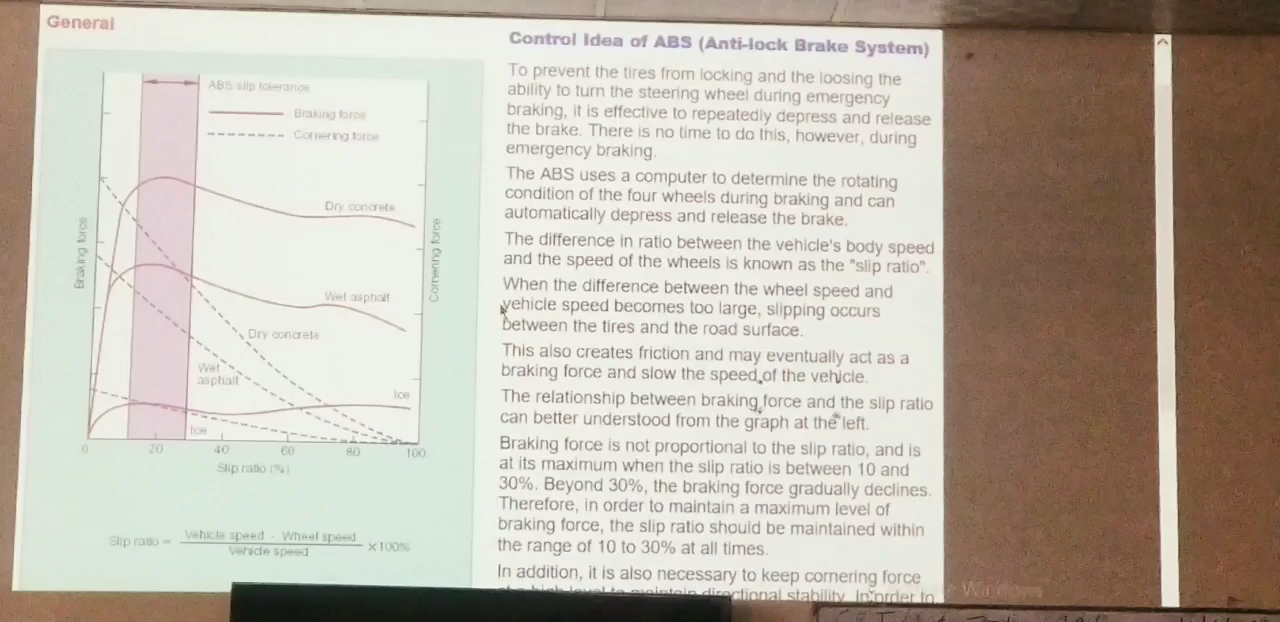 General
ABS slip tolerance
Braking force
Cornering force
Braking force
Cornering force
Dry concrete
Wet asphalt
Dry concrete
Wet
asphalt
Ice
Ice
0 20 40 60 80 100
Slip ratio (%)
Slip ratio = Vehicle speed - Wheel speed
Vehicle speed
×100%
Control Idea of ABS (Anti-lock Brake System)
To prevent the tires from locking and the loosing the
ability to turn the steering wheel during emergency
braking, it is effective to repeatedly depress and release
the brake. There is no time to do this, however, during
emergency braking.
The ABS uses a computer to determine the rotating
condition of the four wheels during braking and can
automatically depress and release the brake.
The difference in ratio between the vehicle's body speed
and the speed of the wheels is known as the "slip ratio".
When the difference between the wheel speed and
vehicle speed becomes too large, slipping occurs
between the tires and the road surface.
This also creates friction and may eventually act as a
braking force and slow the speed of the vehicle.
The relationship between braking force and the slip ratio
can better understood from the graph at the left.
Braking force is not proportional to the slip ratio, and is
at its maximum when the slip ratio is between 10 and
30%. Beyond 30%, the braking force gradually declines.
Therefore, in order to maintain a maximum level of
braking force, the slip ratio should be maintained within
the range of 10 to 30% at all times.
In addition, it is also necessary to keep cornering force
at a high level to maintain directional stability. In order to
Windows